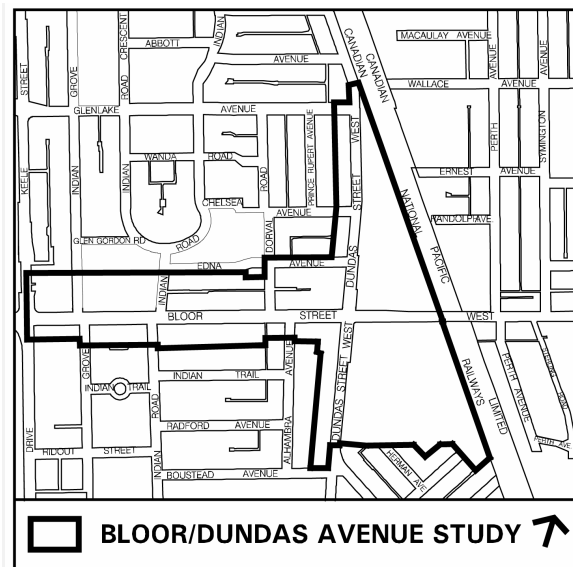 STREET
GROVE
CRESCENT
ABBOTT
INDIAN
CANADIAN
CANADIAN
MACAULAY AVENUE
AVENUE
AVENUE
AVENUE
ROAD
WALLACE AVENUE
GLENLAKE AVENUE
PRINCE RUPERT AVENUE
WEST
PERTH
SYMINGTON
KEELE
INDIAN
INDIAN
WANDA ROAD
ROAD
ERNEST AVENUE
STREET
NATIONAL
CHELSEA
AVENUE
RANDOLPH AVE
DORVAL
GLEN GORDON RD
ROAD
PACIFIC
DUNDAS
EDNA AVENUE
INDIAN
BLOOR STREET WEST
WEST
STREET
DUNDAS
GROVE
AVENUE
INDIAN TRAIL
INDIAN TRAIL
RAILWAYS
LIMITED
PERTH AVENUE
ROAD
ROAD
RADFORD AVENUE
ALHAMBRA
DRIVE
RIDOUT STREET
PERTH AVE
HERMAN AVE
INDIAN
BOUSTEAD AVENUE
BLOOR/DUNDAS AVENUE STUDY